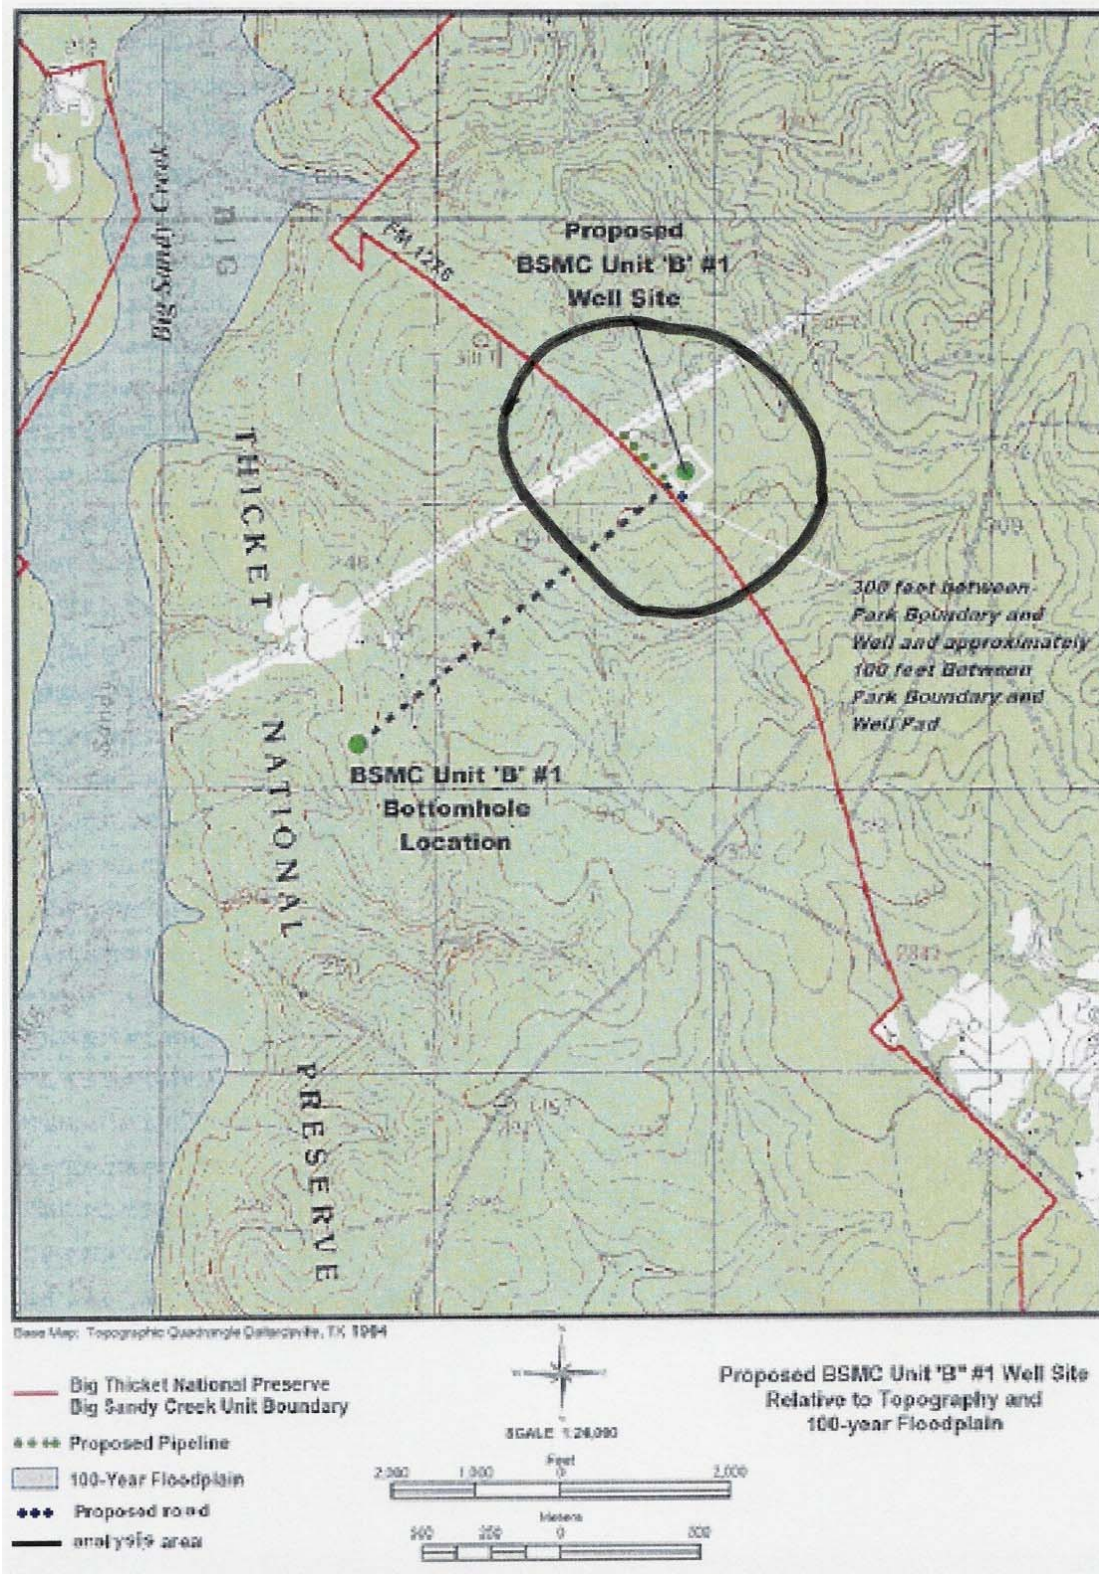 Big Sandy Creek
BIG
Proposed
BSMC Unit 'B' #1
Well Site
THICKET
300 feet between
Park Boundary and
Well and approximately
100 feet Between
Park Boundary and
Well Pad
Sandy
NATIONAL
BSMC Unit 'B' #1
Bottomhole
Location
PRESERVE
Base Map: Topographic Quadrangle
Big Thicket National Preserve
Big Sandy Creek Unit Boundary
Proposed Pipeline
100-Year Floodplain
Proposed road
analysis area
SCALE 1:24,000
Feet
2,000 1,000 0 2,000
Meters
500 250 0 500
Proposed BSMC Unit "B" #1 Well Site
Relative to Topography and
100-year Floodplain